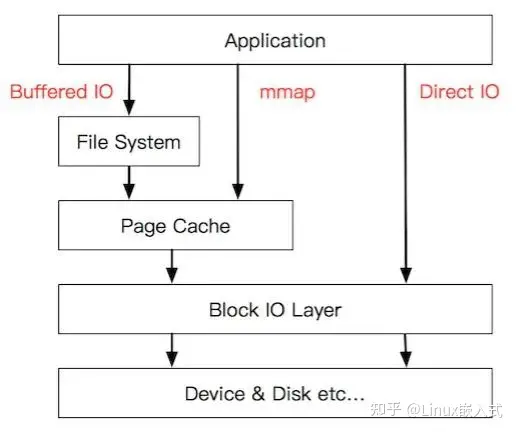 Application
Buffered IO
mmap
Direct IO
File System
Page Cache
Block IO Layer
Device & Disk etc...
知乎 @Linux嵌入式